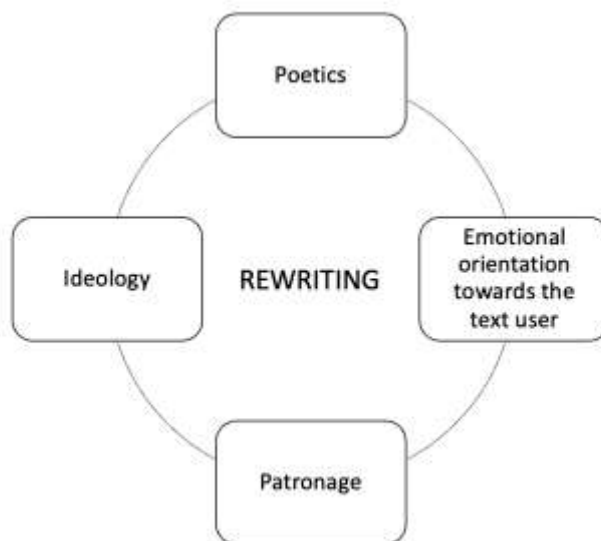 Poetics
Ideology
REWRITING
Emotional
orientation
towards the
text user
Patronage